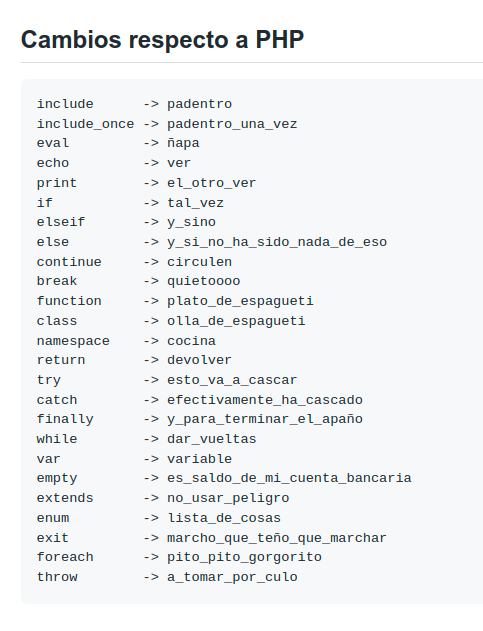 Cambios respecto a PHP
include      -> padentro
include_once -> padentro_una_vez
eval         -> ñapa
echo         -> ver
print        -> el_otro_ver
if           -> tal_vez
elseif       -> y_sino
else         -> y_si_no_ha_sido_nada_de_eso
continue     -> circulen
break        -> quietoooo
function     -> plato_de_espagueti
class        -> olla_de_espagueti
namespace    -> cocina
return       -> devolver
try          -> esto_va_a_cascar
catch        -> efectivamente_ha_cascado
finally      -> y_para_terminar_el_apaño
while        -> dar_vueltas
var          -> variable
empty        -> es_saldo_de_mi_cuenta_bancaria
extends      -> no_usar_peligro
enum         -> lista_de_cosas
exit         -> marcho_que_teño_que_marchar
foreach      -> pito_pito_gorgorito
throw        -> a_tomar_por_culo